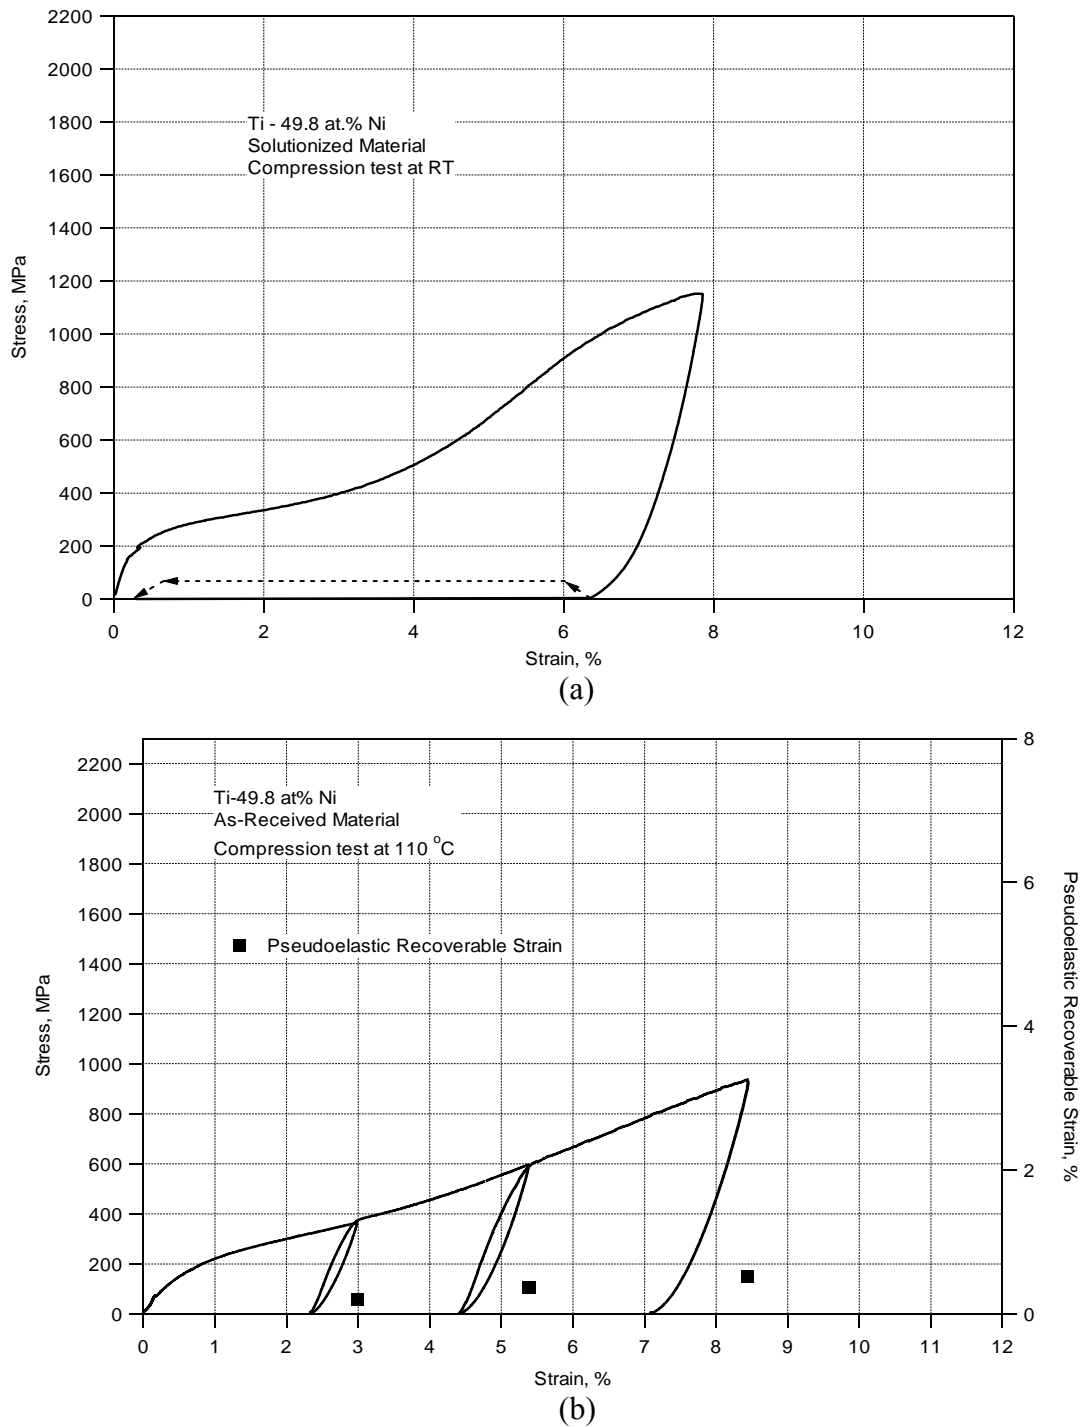 2200
2000
1800
1600
1400
1200
1000
800
600
400
200
0
Stress, MPa
Ti - 49.8 at.% Ni
Solutionized Material
Compression test at RT
0 2 4 6 8 10 12
Strain, %
(a)
2200
2000
1800
1600
1400
1200
1000
800
600
400
200
0
Stress, MPa
Ti-49.8 at% Ni
As-Received Material
Compression test at 110 °C
Pseudoelastic Recoverable Strain
8
6
4
2
0
Pseudoelastic Recoverable Strain, %
0 1 2 3 4 5 6 7 8 9 10 11 12
Strain, %
(b)